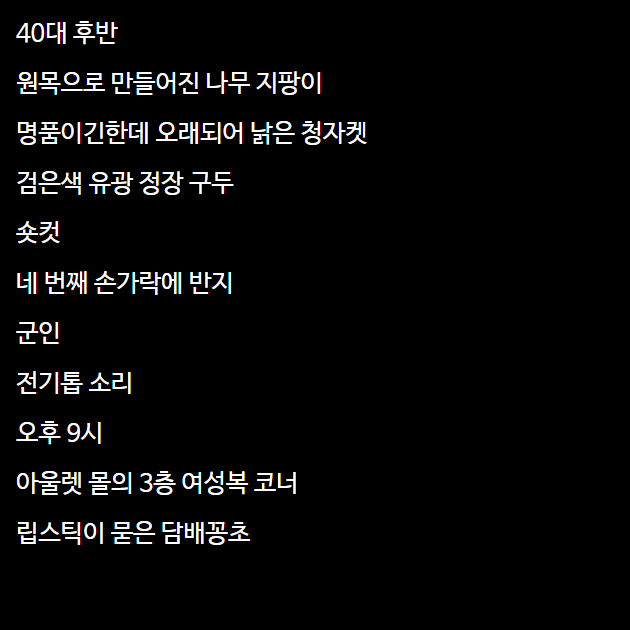 40대 후반
원목으로 만들어진 나무 지팡이
명품이긴한데 오래되어 낡은 청자켓
검은색 유광 정장 구두
숏컷
네 번째 손가락에 반지
군인
전기톱 소리
오후 9시
아울렛 몰의 3층 여성복 코너
립스틱이 묻은 담배꽁초